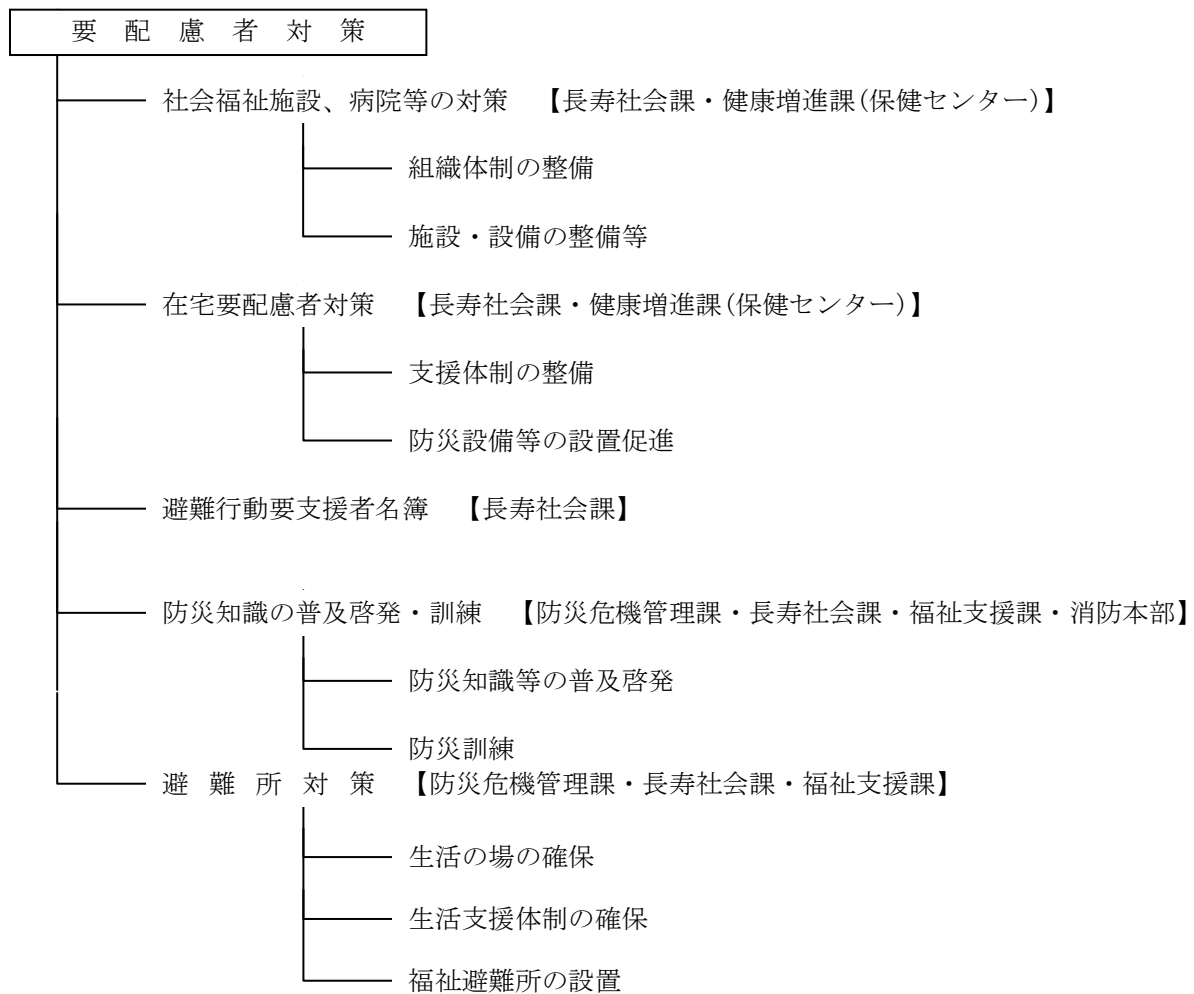 要配慮者対策
社会福祉施設、病院等の対策　【長寿社会課・健康増進課(保健センター)】
組織体制の整備
施設・設備の整備等
在宅要配慮者対策　【長寿社会課・健康増進課(保健センター)】
支援体制の整備
防災設備等の設置促進
避難行動要支援者名簿　【長寿社会課】
防災知識の普及啓発・訓練　【防災危機管理課・長寿社会課・福祉支援課・消防本部】
防災知識等の普及啓発
防災訓練
避難所対策　【防災危機管理課・長寿社会課・福祉支援課】
生活の場の確保
生活支援体制の確保
福祉避難所の設置